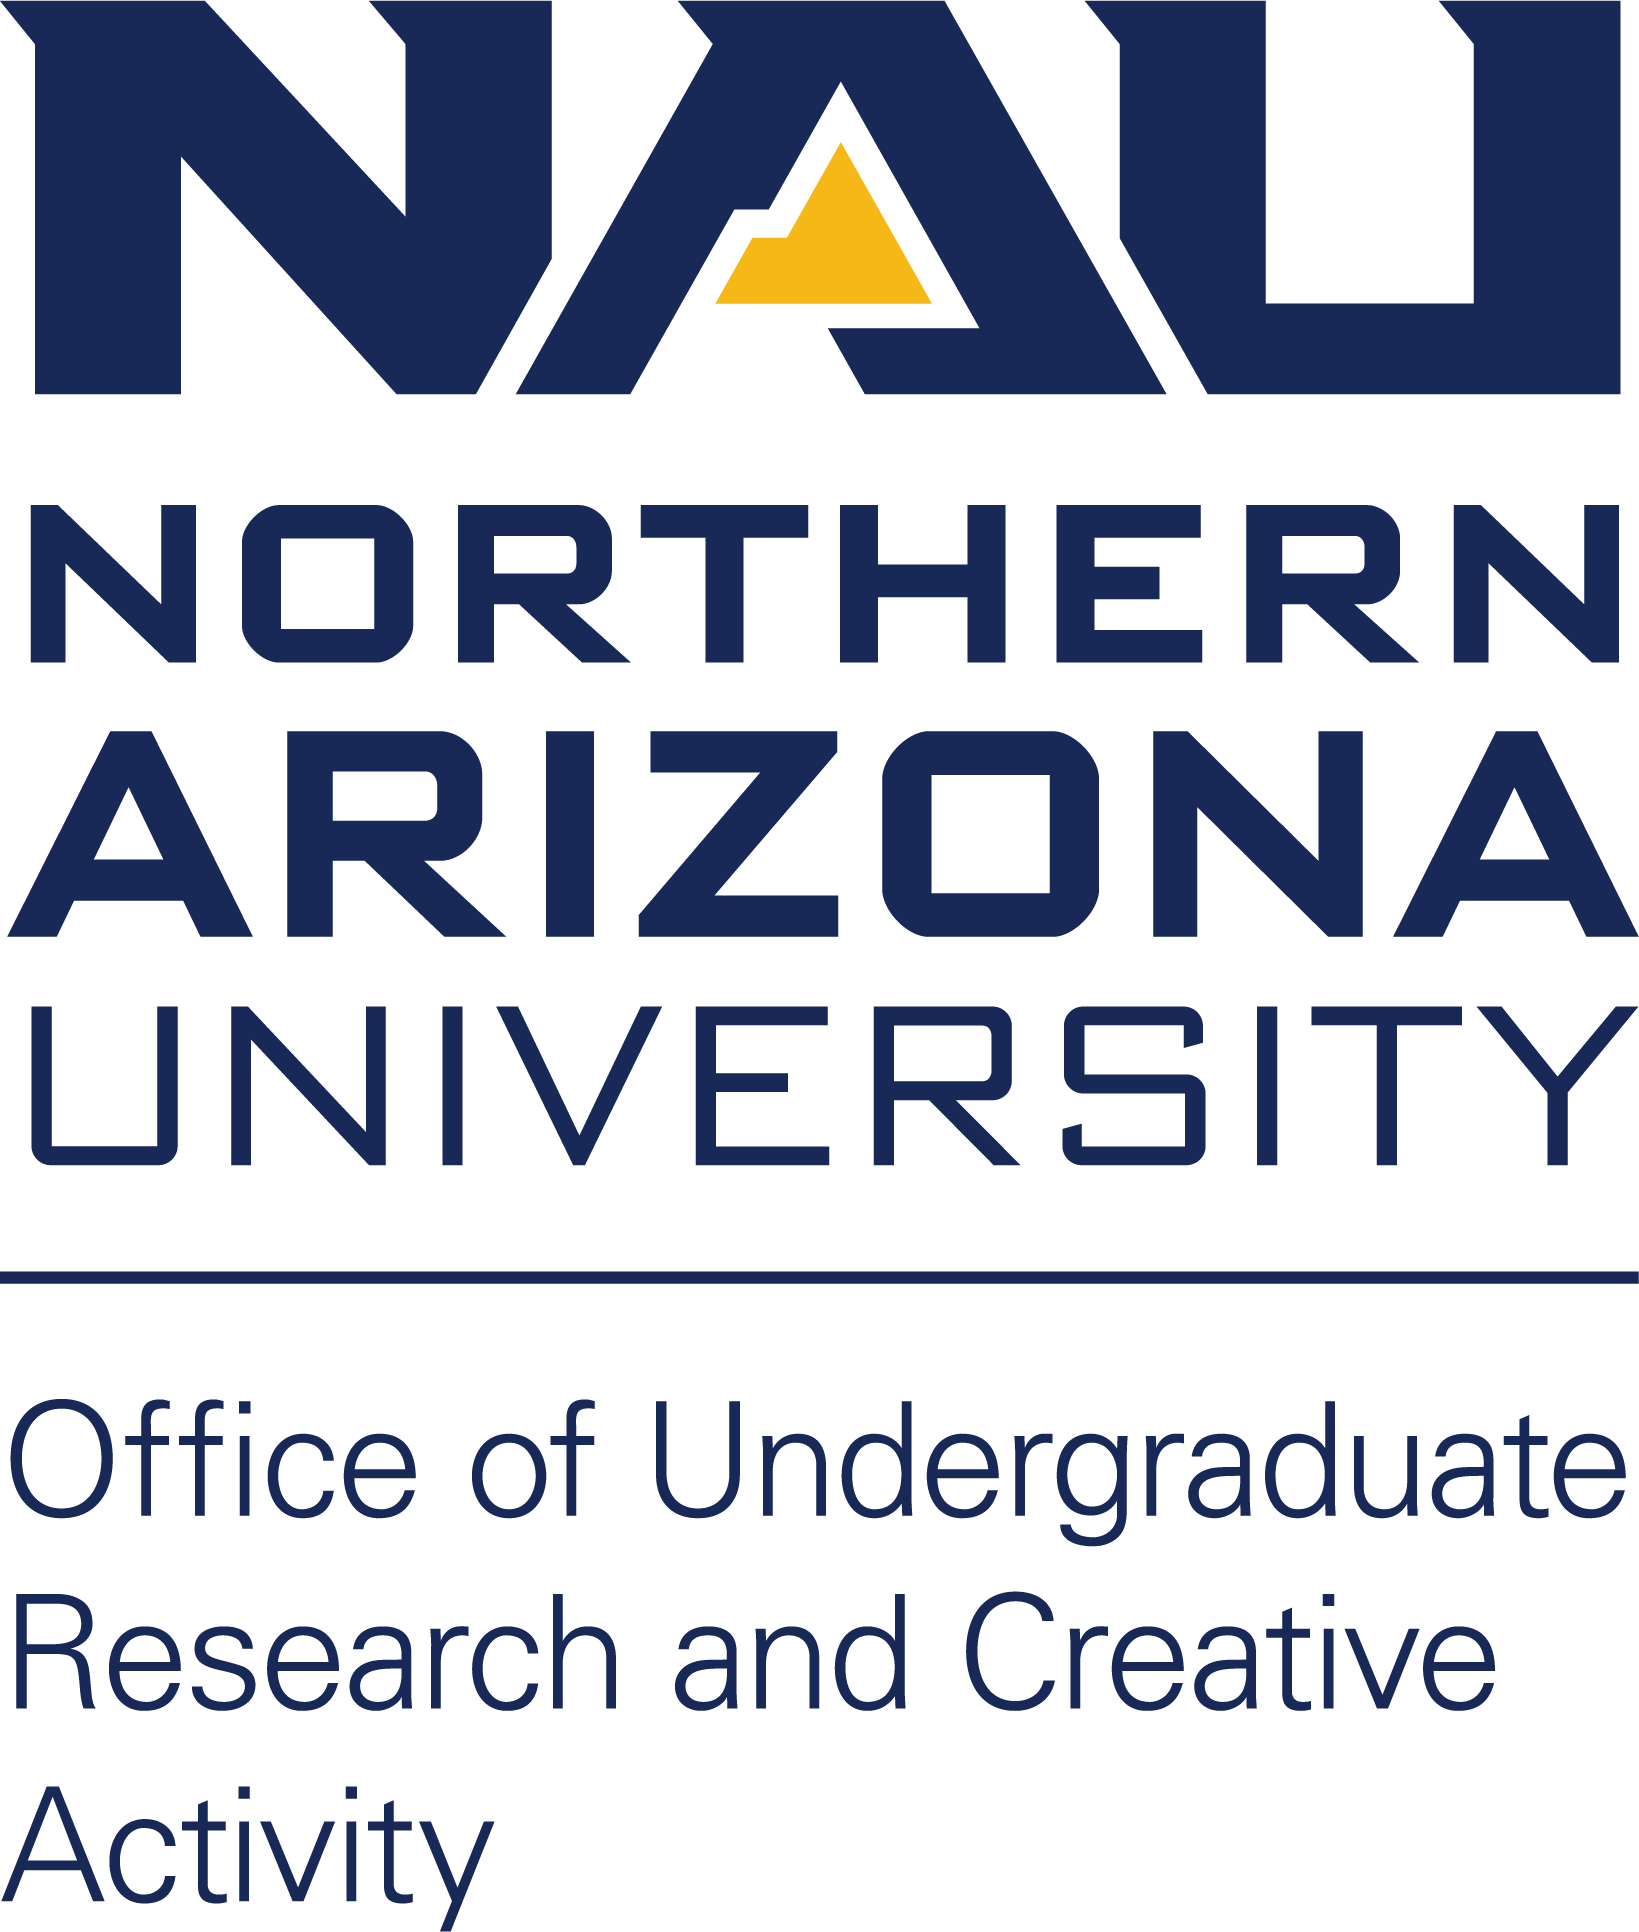 NAU
NORTHERN
ARIZONA
UNIVERSITY
Office of Undergraduate
Research and Creative
Activity